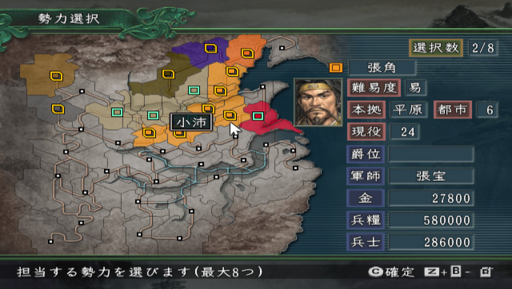 勢力選択
選択数 2/8
張角
難易度 易
本拠 平原 都市 6
現役 24
爵位
軍師 張宝
金 27800
兵糧 580000
兵士 286000
小沛
担当する勢力を選びます(最大8つ)
C確定 Z+B-